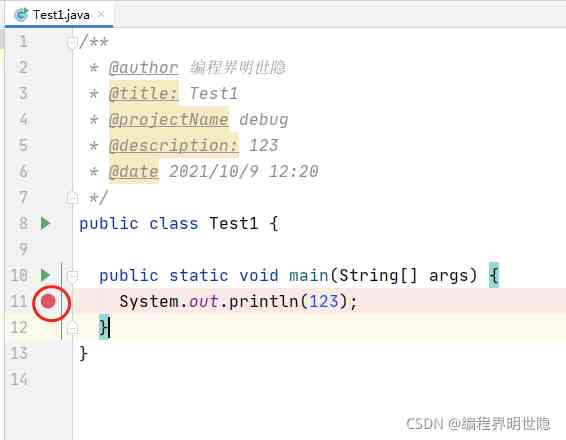 Test1.java
1 /**
2 * @author 编程界明世隐
3 * @title: Test1
4 * @projectName debug
5 * @description: 123
6 * @date 2021/10/9 12:20
7 */
8 public class Test1 {
9
10 public static void main(String[] args) {
11 System.out.println(123);
12 }
13 }
14
CSDN @编程界明世隐